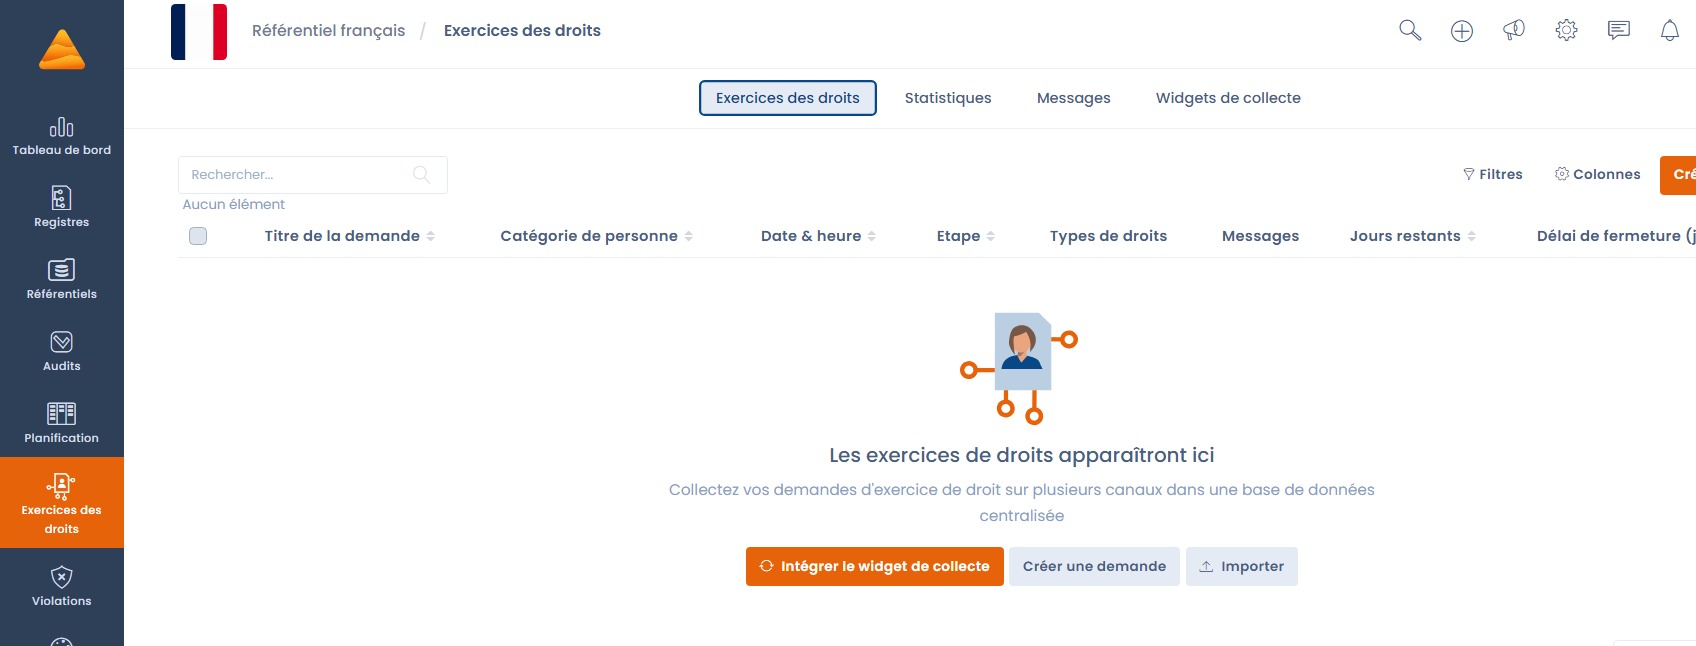 Référentiel français / Exercices des droits
Exercices des droits Statistiques Messages Widgets de collecte
Tableau de bord
Registres
Référentiels
Audits
Planification
Exercices des
droits
Violations
Rechercher...
Filtres Colonnes
Aucun élément
Titre de la demande Catégorie de personne Date & heure Etape Types de droits Messages Jours restants Délai de fermeture (j
Les exercices de droits apparaîtront ici
Collectez vos demandes d'exercice de droit sur plusieurs canaux dans une base de données
centralisée
Intégrer le widget de collecte Créer une demande Importer